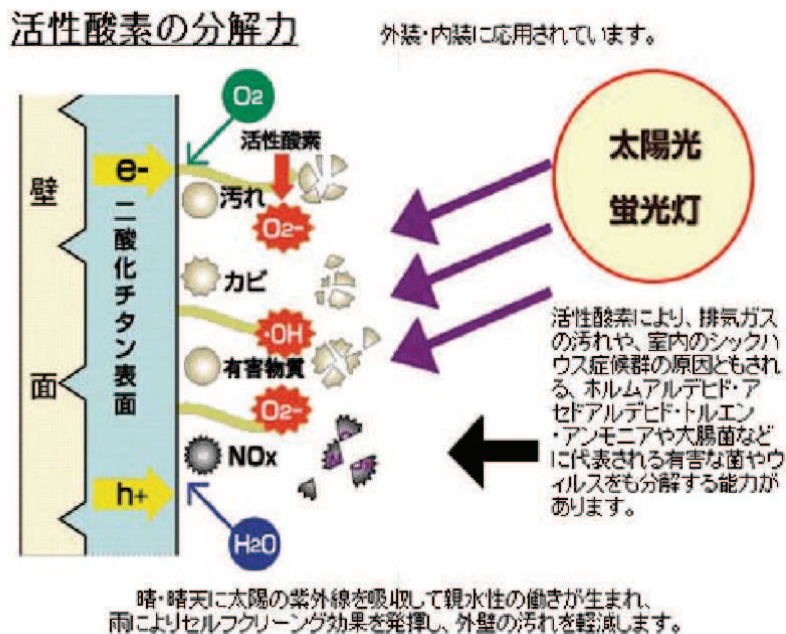 活性酸素の分解力
外装・内装に応用されています。
O2
活性酸素
太陽光
蛍光灯
e-
壁面
二酸化チタン表面
汚れ
O2-
カビ
・OH
有害物質
O2-
NOx
h+
H2O
活性酸素により、排気ガス
の汚れや、室内のシックハ
ウス症候群の原因ともされ
る、ホルムアルデヒド・ア
セドアルデヒド・トルエン
・アンモニアや大腸菌など
に代表される有害な菌やウ
ィルスをも分解する能力が
あります。
晴・晴天に太陽の紫外線を吸収して親水性の働きが生まれ、
雨によりセルフクリーング効果を発揮し、外壁の汚れを軽減します。